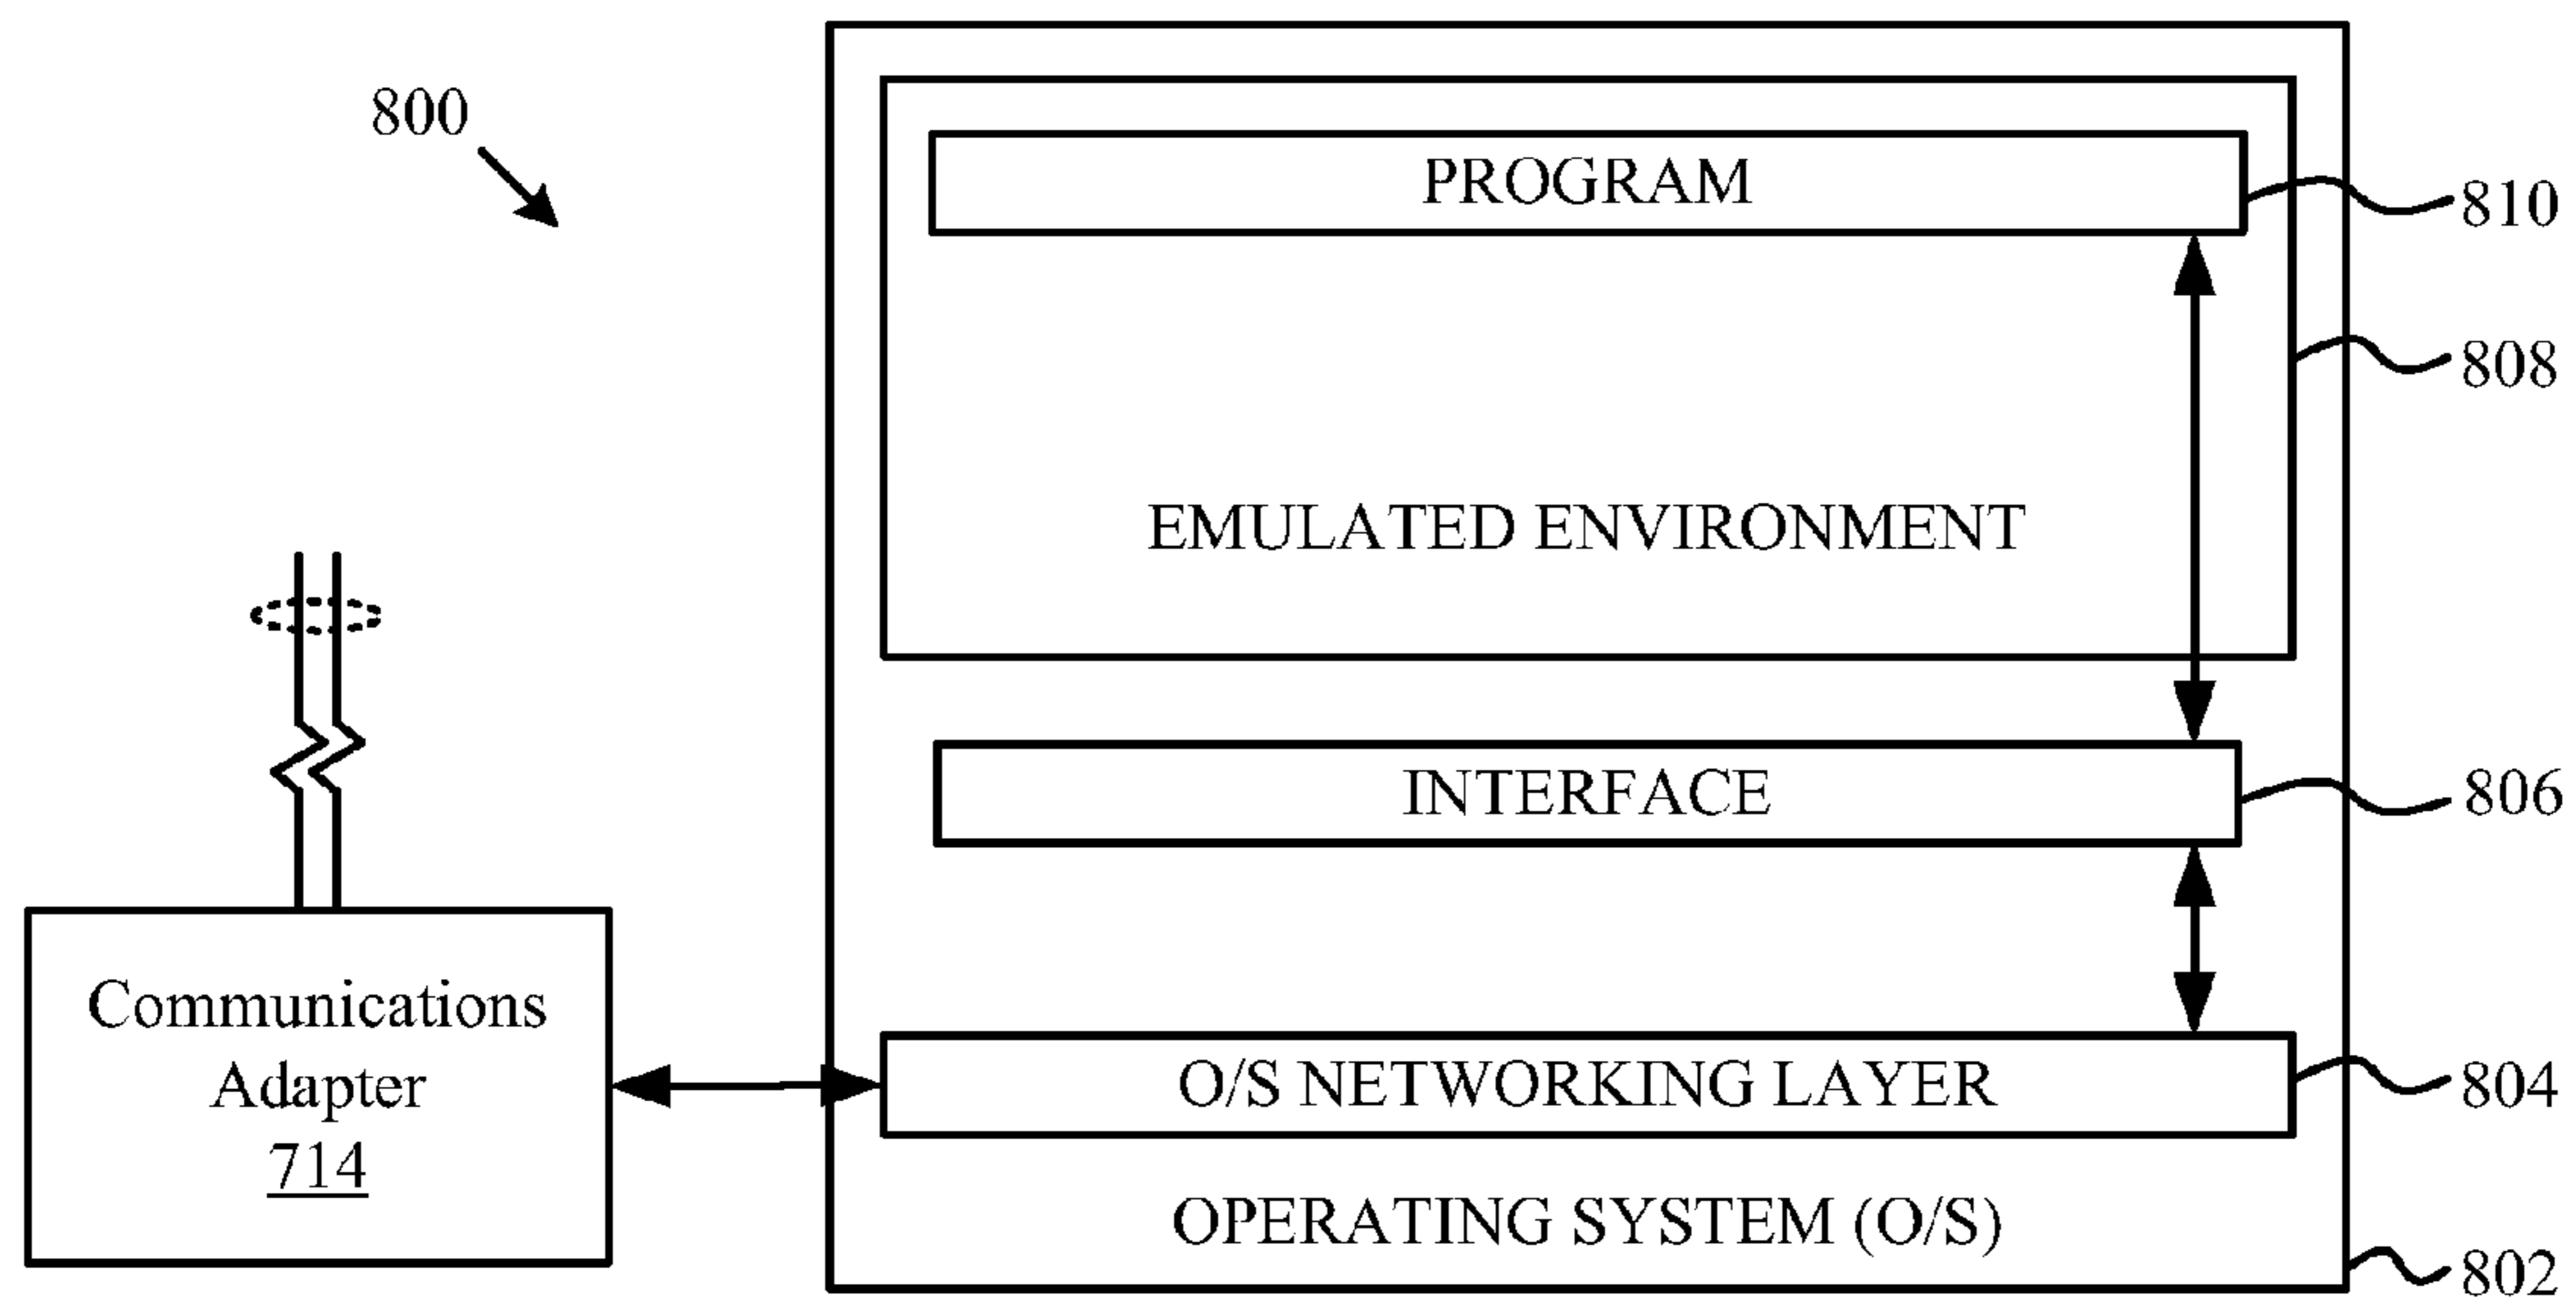 800
PROGRAM
810
808
EMULATED ENVIRONMENT
INTERFACE
806
Communications
Adapter
714
O/S NETWORKING LAYER
804
OPERATING SYSTEM (O/S)
802